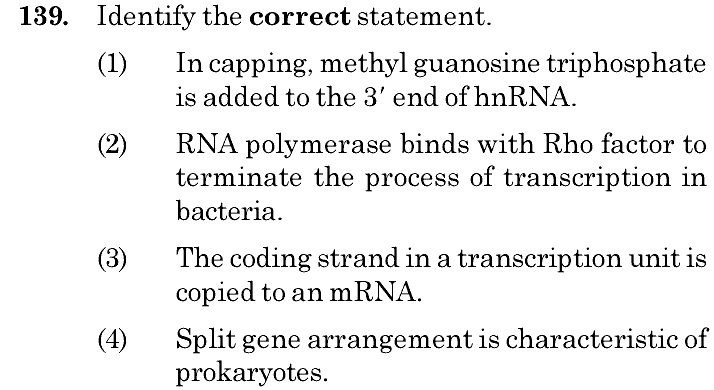 139. Identify the correct statement.
(1) In capping, methyl guanosine triphosphate
is added to the 3′ end of hnRNA.
(2) RNA polymerase binds with Rho factor to
terminate the process of transcription in
bacteria.
(3) The coding strand in a transcription unit is
copied to an mRNA.
(4) Split gene arrangement is characteristic of
prokaryotes.